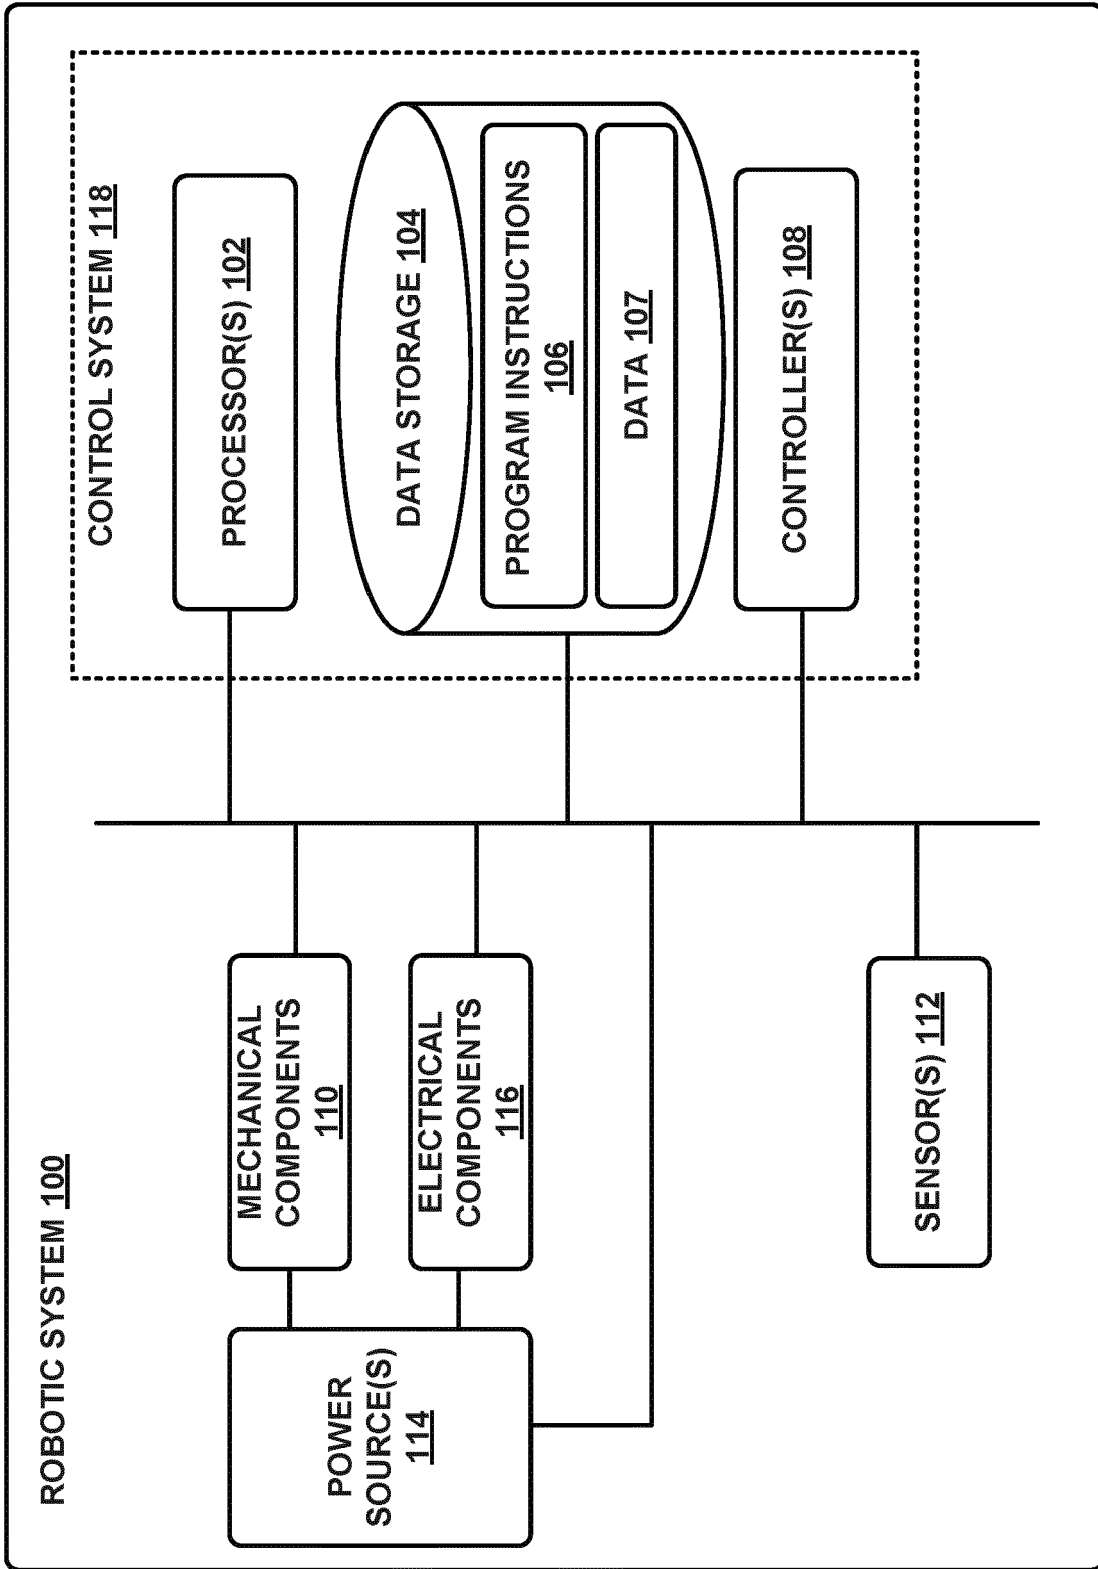 ROBOTIC SYSTEM 100
POWER
SOURCE(S)
114
MECHANICAL
COMPONENTS
110
ELECTRICAL
COMPONENTS
116
SENSOR(S) 112
CONTROL SYSTEM 118
PROCESSOR(S) 102
DATA STORAGE 104
PROGRAM INSTRUCTIONS
106
DATA 107
CONTROLLER(S) 108